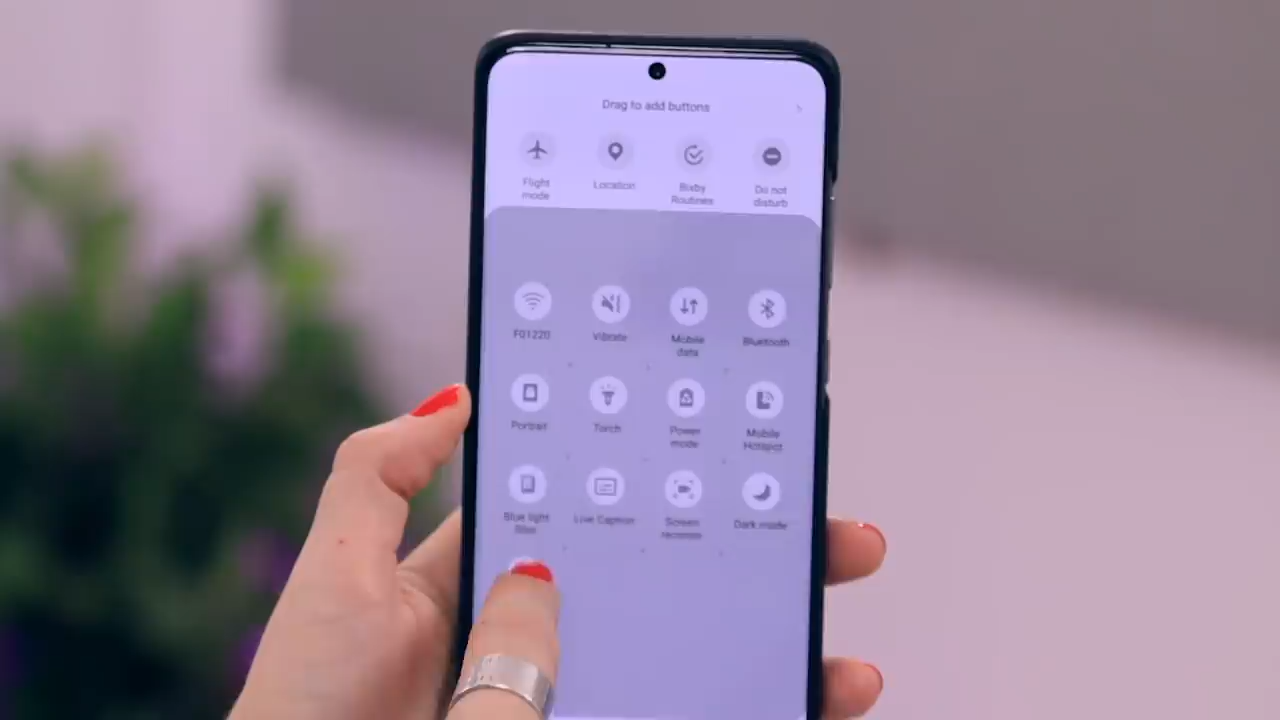 Drag to add buttons
Flight
mode
Location
Bixby
Routines
Do not
disturb
F01220
Vibrate
Mobile
data
Bluetooth
Portrait
Torch
Power
mode
Mobile
Hotspot
Blue light
filter
Live Caption
Screen
recorder
Dark mode